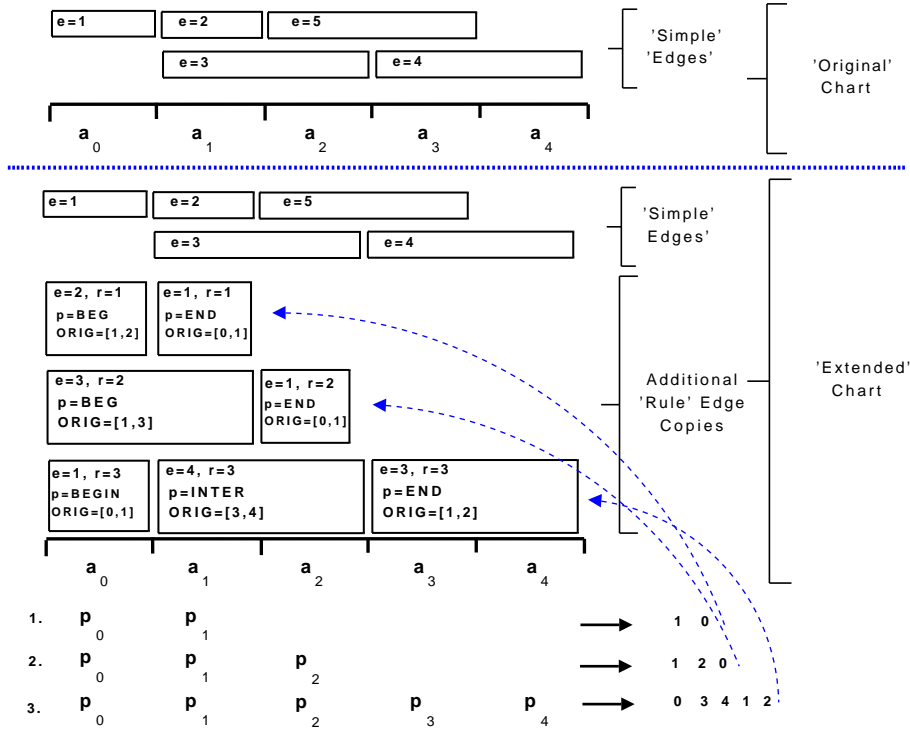 e=1 e=2 e=5
'Simple'
'Edges'
e=3 e=4
'Original'
Chart
a0 a1 a2 a3 a4
e=1 e=2 e=5
'Simple'
Edges'
e=3 e=4
e=2, r=1 e=1, r=1
p=BEG p=END
ORIG=[1,2] ORIG=[0,1]
e=3, r=2 e=1, r=2
p=BEG p=END
ORIG=[1,3] ORIG=[0,1]
Additional
'Rule' Edge
Copies
'Extended'
Chart
e=1, r=3 e=4, r=3 e=3, r=3
p=BEGIN p=INTER p=END
ORIG=[0,1] ORIG=[3,4] ORIG=[1,2]
a0 a1 a2 a3 a4
1. p0 p1 1 0
2. p0 p1 p2 1 2 0
3. p0 p1 p2 p3 p4 0 3 4 1 2